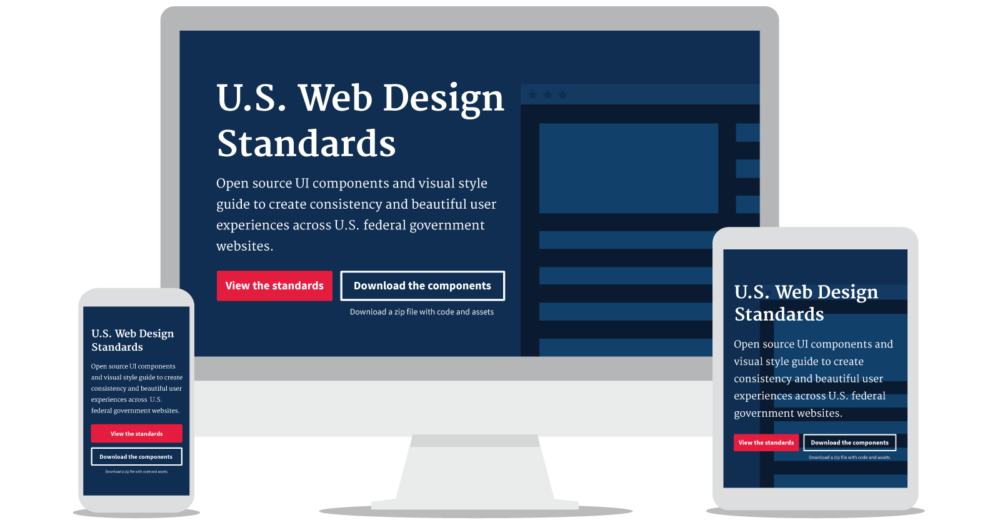 U.S. Web Design
Standards
Open source UI components and visual style
guide to create consistency and beautiful user
experiences across U.S. federal government
websites.
View the standards
Download the components
Download a zip file with code and assets
U.S. Web Design
Standards
Open source UI components
and visual style guide to create
consistency and beautiful user
experiences across U.S.
federal government websites.
View the standards
Download the components
Download a zip file with code and assets
U.S. Web Design
Standards
Open source UI components and
visual style guide to create
consistency and beautiful user
experiences across U.S. federal
government websites.
View the standards
Download the components
Download a zip file with code and assets